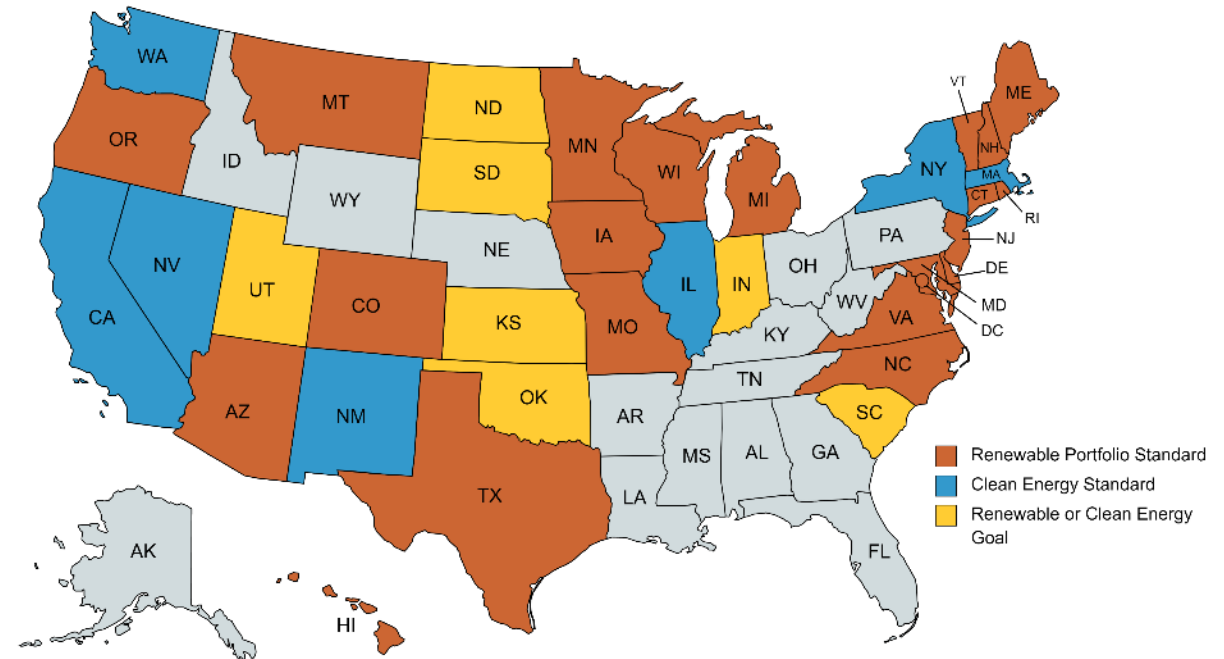 WA
VT
ME
MT
ND
MN
OR
NH
ID
SD
WI
NY
MA
MI
CT
WY
RI
IA
PA
NJ
NE
OH
NV
DE
UT
IL
IN
CO
WV
MD
CA
KS
MO
VA
DC
KY
NC
TN
AZ
NM
OK
AR
SC
MS
AL
GA
Renewable Portfolio Standard
TX
LA
Clean Energy Standard
Renewable or Clean Energy
Goal
AK
FL
HI